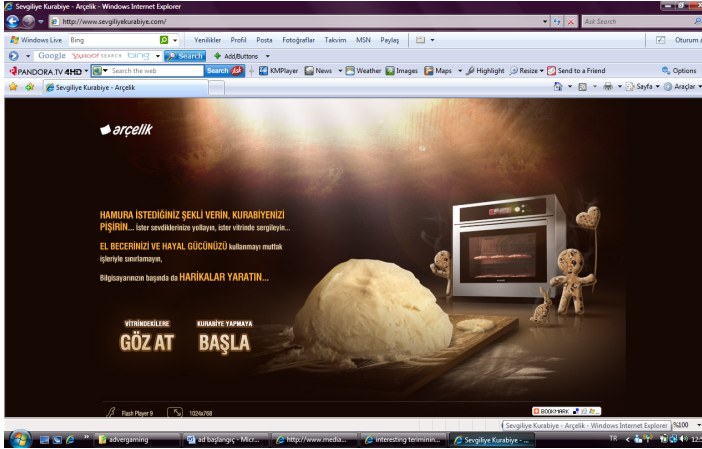 Sevgiliye Kurabiye - Arçelik - Windows Internet Explorer
http://www.sevgiliyekurabiye.com/
Ask Search
Windows Live Bing Yenilikler Profil Posta Fotoğraflar Takvim MSN Paylaş Oturum
Google YAHOO! SEARCH bing Search Add Buttons
PANDORA.TV 4HD Search the web Search KMPlayer News Weather Images Maps Highlight Resize Send to a Friend Options
Sevgiliye Kurabiye - Arçelik Sayfa Araçlar
arçelik
HAMURA İSTEDİĞİNİZ ŞEKLİ VERİN, KURABİYENİZİ
PİŞİRİN... İster sevdiklerinize yollayın, ister vitrinde sergileyin...
EL BECERİNİZİ VE HAYAL GÜCÜNÜZÜ kullanmayı mutfak
işleriyle sınırlamayın,
Bilgisayarınızın başında da HARİKALAR YARATIN...
VİTRİNDEKİLERE
GÖZ AT
KURABİYE YAPMAYA
BAŞLA
Flash Player 9 1024x768
BOOKMARK
Sevgiliye Kurabiye - Arçelik - Windows Internet Explorer %100
advergaming ad başlangıç - Micr... http://www.media... interesting teriminin... Sevgiliye Kurabiye - ... TR